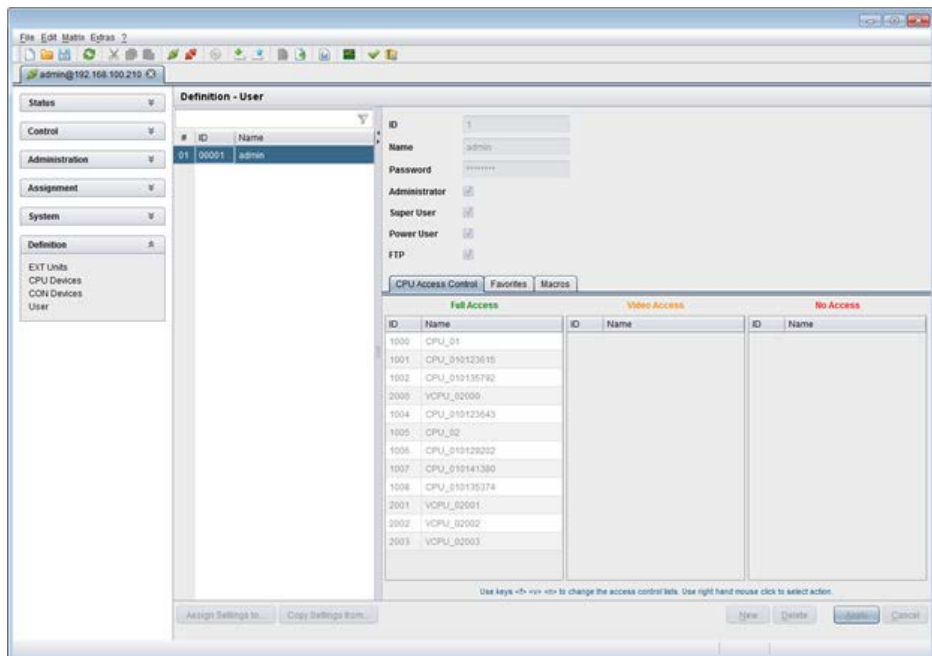 File Edit Matrix Extras ?
admin@192.168.100.210
Status
Control
Administration
Assignment
System
Definition
EXT Units
CPU Devices
CON Devices
User
Definition - User
# ID Name
01 00001 admin
ID 1
Name admin
Password ********
Administrator
Super User
Power User
FTP
CPU Access Control Favorites Macros
Full Access Video Access No Access
ID Name ID Name ID Name
1000 CPU_01
1001 CPU_010123615
1002 CPU_010135792
2000 VCPU_02000
1004 CPU_010123643
1005 CPU_02
1006 CPU_010129202
1007 CPU_010141380
1008 CPU_010135374
2001 VCPU_02001
2002 VCPU_02002
2003 VCPU_02003
Use keys <f> <v> <n> to change the access control lists. Use right hand mouse click to select action.
Assign Settings to... Copy Settings from... New Delete Apply Cancel